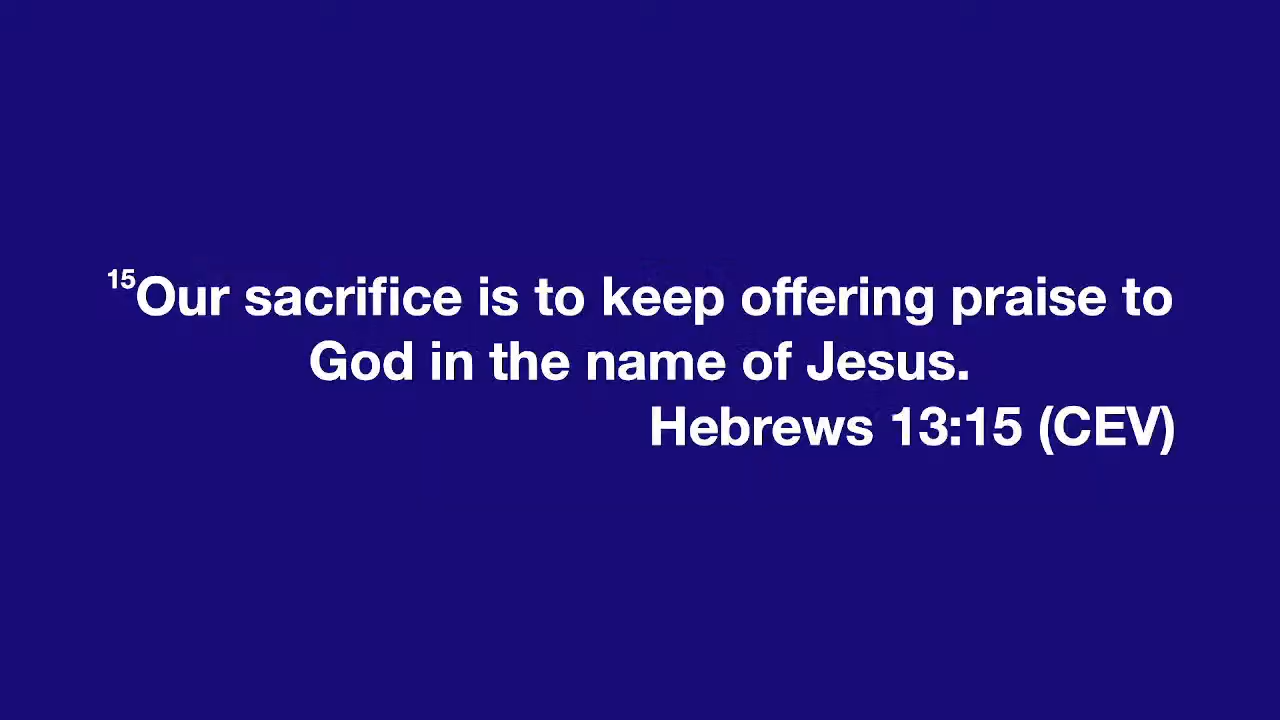 15Our sacrifice is to keep offering praise to
God in the name of Jesus.
Hebrews 13:15 (CEV)